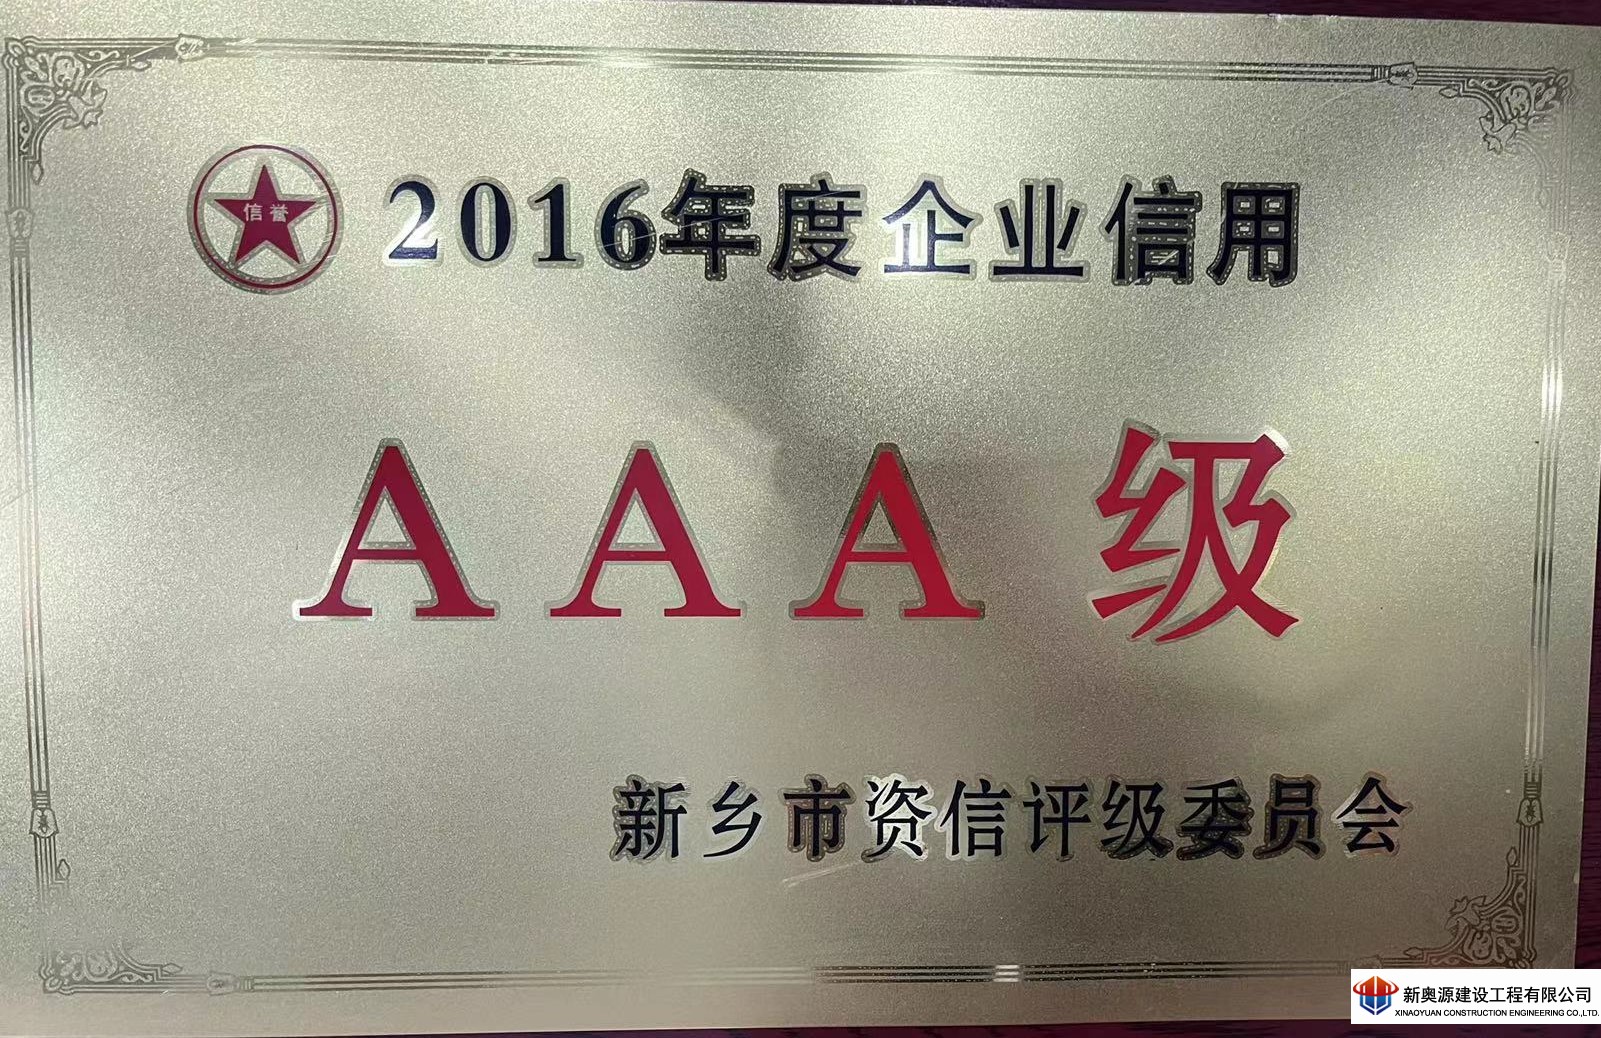 信誉
2016年度企业信用
AAA级
新乡市资信评级委员会
新奥源建设工程有限公司
XINAOYUAN CONSTRUCTION ENGINEERING CO.,LTD.